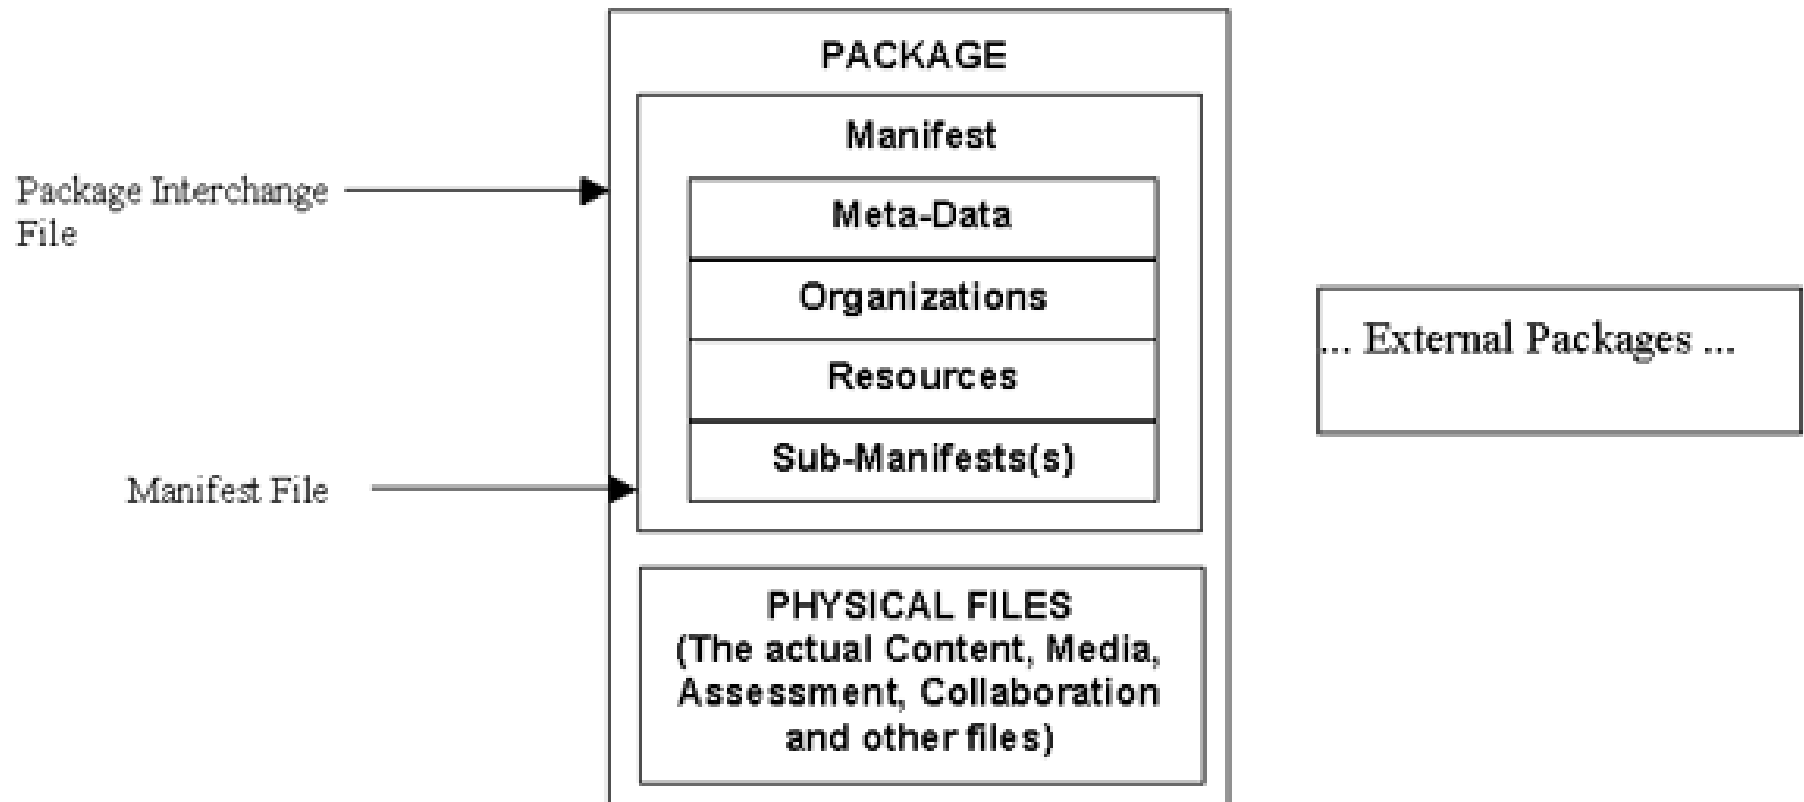 PACKAGE
Manifest
Package Interchange
File
Meta-Data
Organizations
Resources
Sub-Manifests(s)
Manifest File
... External Packages ...
PHYSICAL FILES
(The actual Content, Media,
Assessment, Collaboration
and other files)